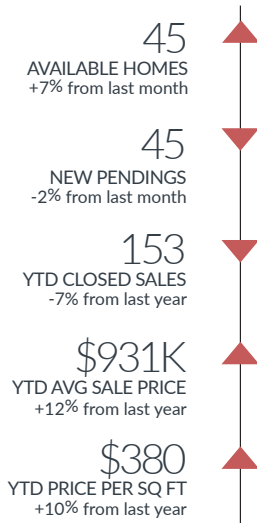 45
AVAILABLE HOMES
+7% from last month
45
NEW PENDINGS
-2% from last month
153
YTD CLOSED SALES
-7% from last year
$931K
YTD AVG SALE PRICE
+12% from last year
$380
YTD PRICE PER SQ FT
+10% from last year